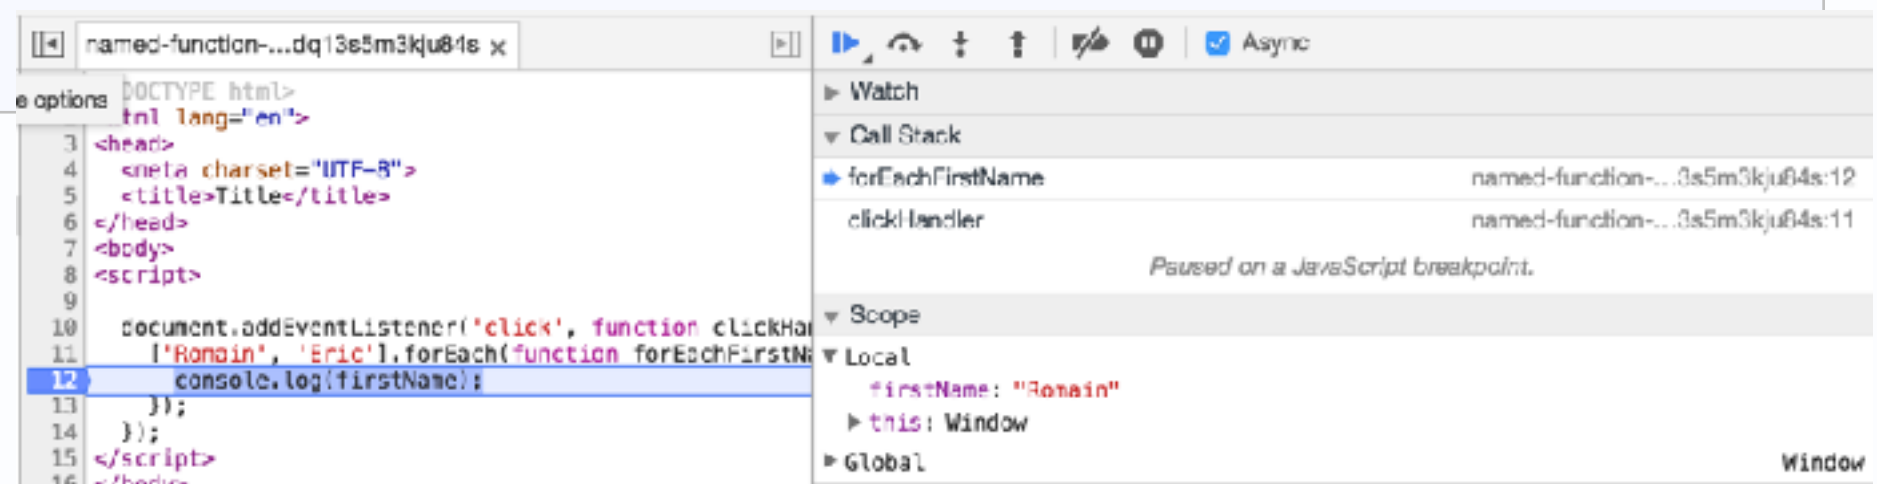 named-function-...dq13s5m3kju84s ×
e options
DOCTYPE html>
tml lang="en">
3 <head>
4 <meta charset="UTF-8">
5 <title>Title</title>
6 </head>
7 <body>
8 <script>
9
10 document.addEventListener('click', function clickHan
11 ['Romain', 'Eric'].forEach(function forEachFirstNa
12 console.log(firstName);
13 });
14 });
15 </script>
16 </body>
Async
Watch
Call Stack
forEachFirstName named-function-...3s5m3kju84s:12
clickHandler named-function-...3s5m3kju84s:11
Paused on a JavaScript breakpoint.
Scope
Local
firstName: "Romain"
this: Window
Global Window